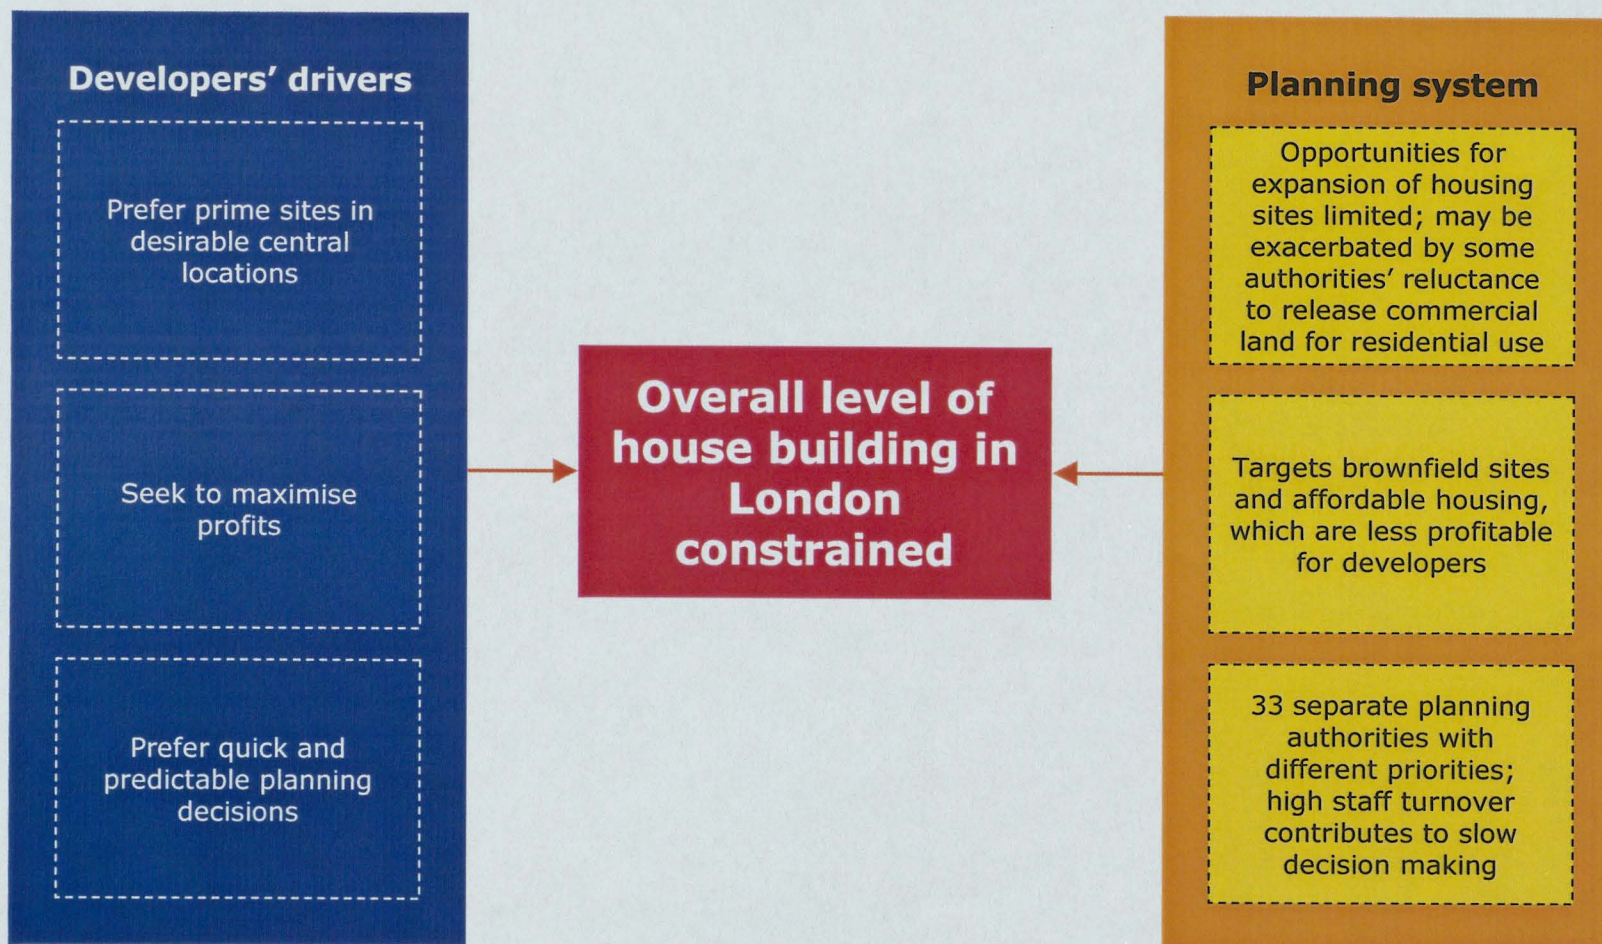 Developers’ drivers
Prefer prime sites in
desirable central
locations
Seek to maximise
profits
Prefer quick and
predictable planning
decisions
Overall level of
house building in
London
constrained
Planning system
Opportunities for
expansion of housing
sites limited; may be
exacerbated by some
authorities’ reluctance
to release commercial
land for residential use
Targets brownfield sites
and affordable housing,
which are less profitable
for developers
33 separate planning
authorities with
different priorities;
high staff turnover
contributes to slow
decision making